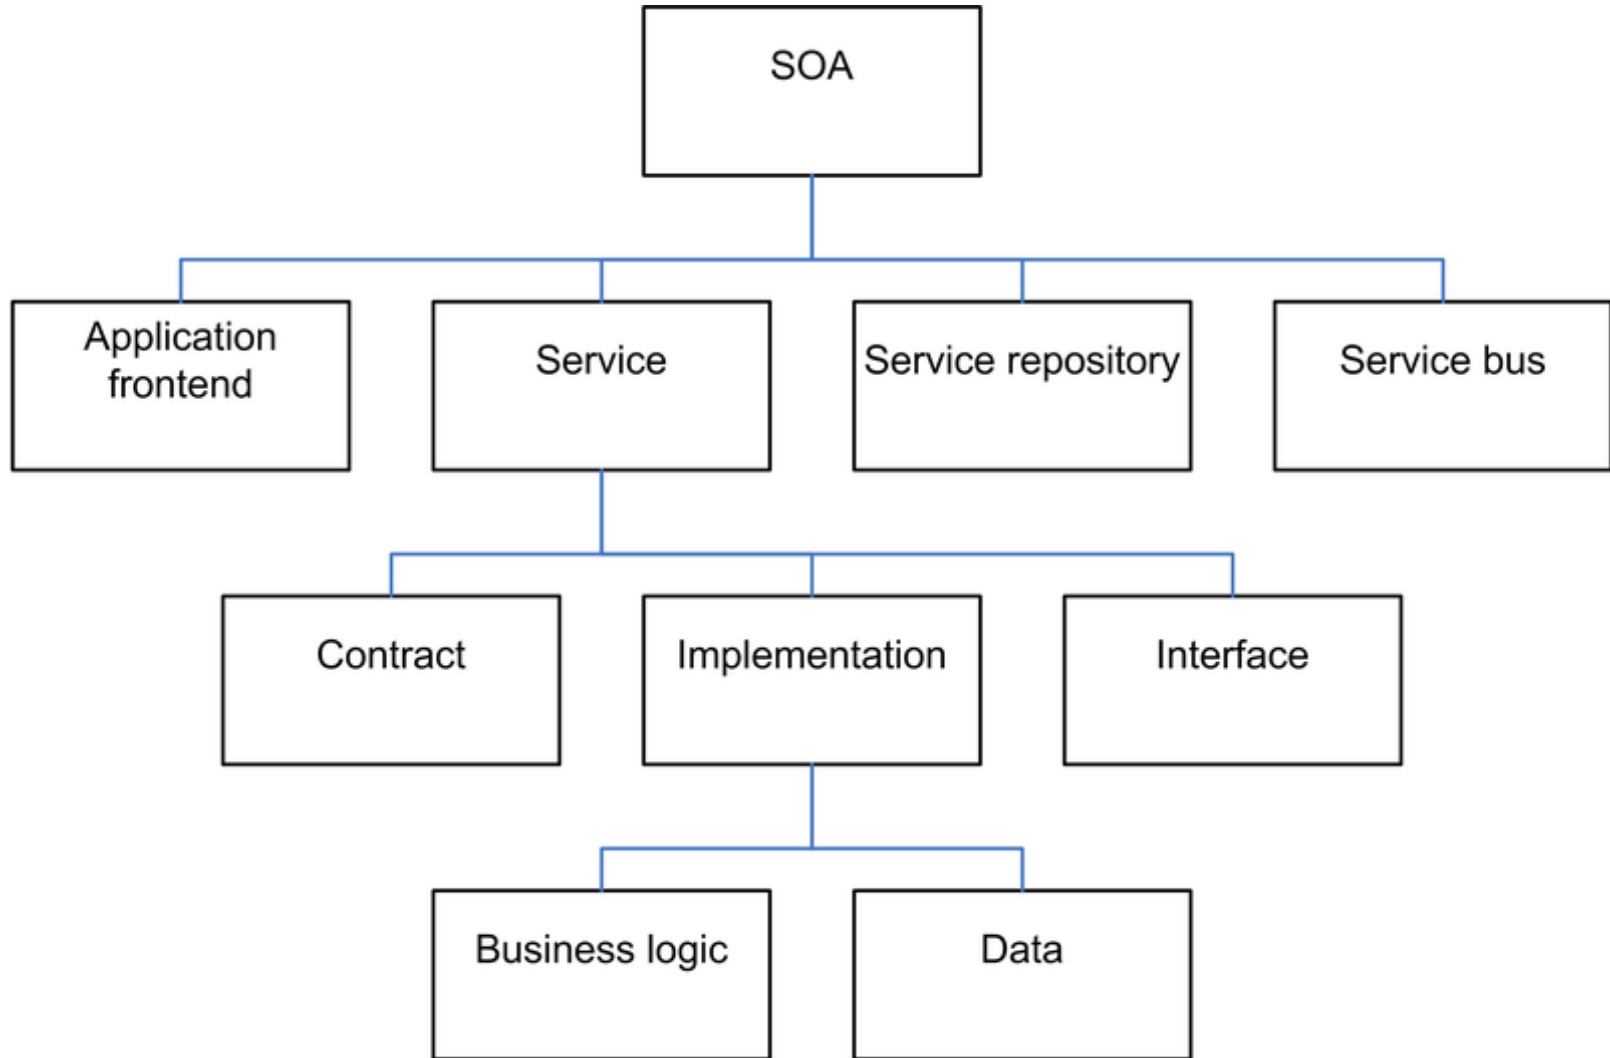 SOA
Application
frontend
Service
Service repository
Service bus
Contract
Implementation
Interface
Business logic
Data